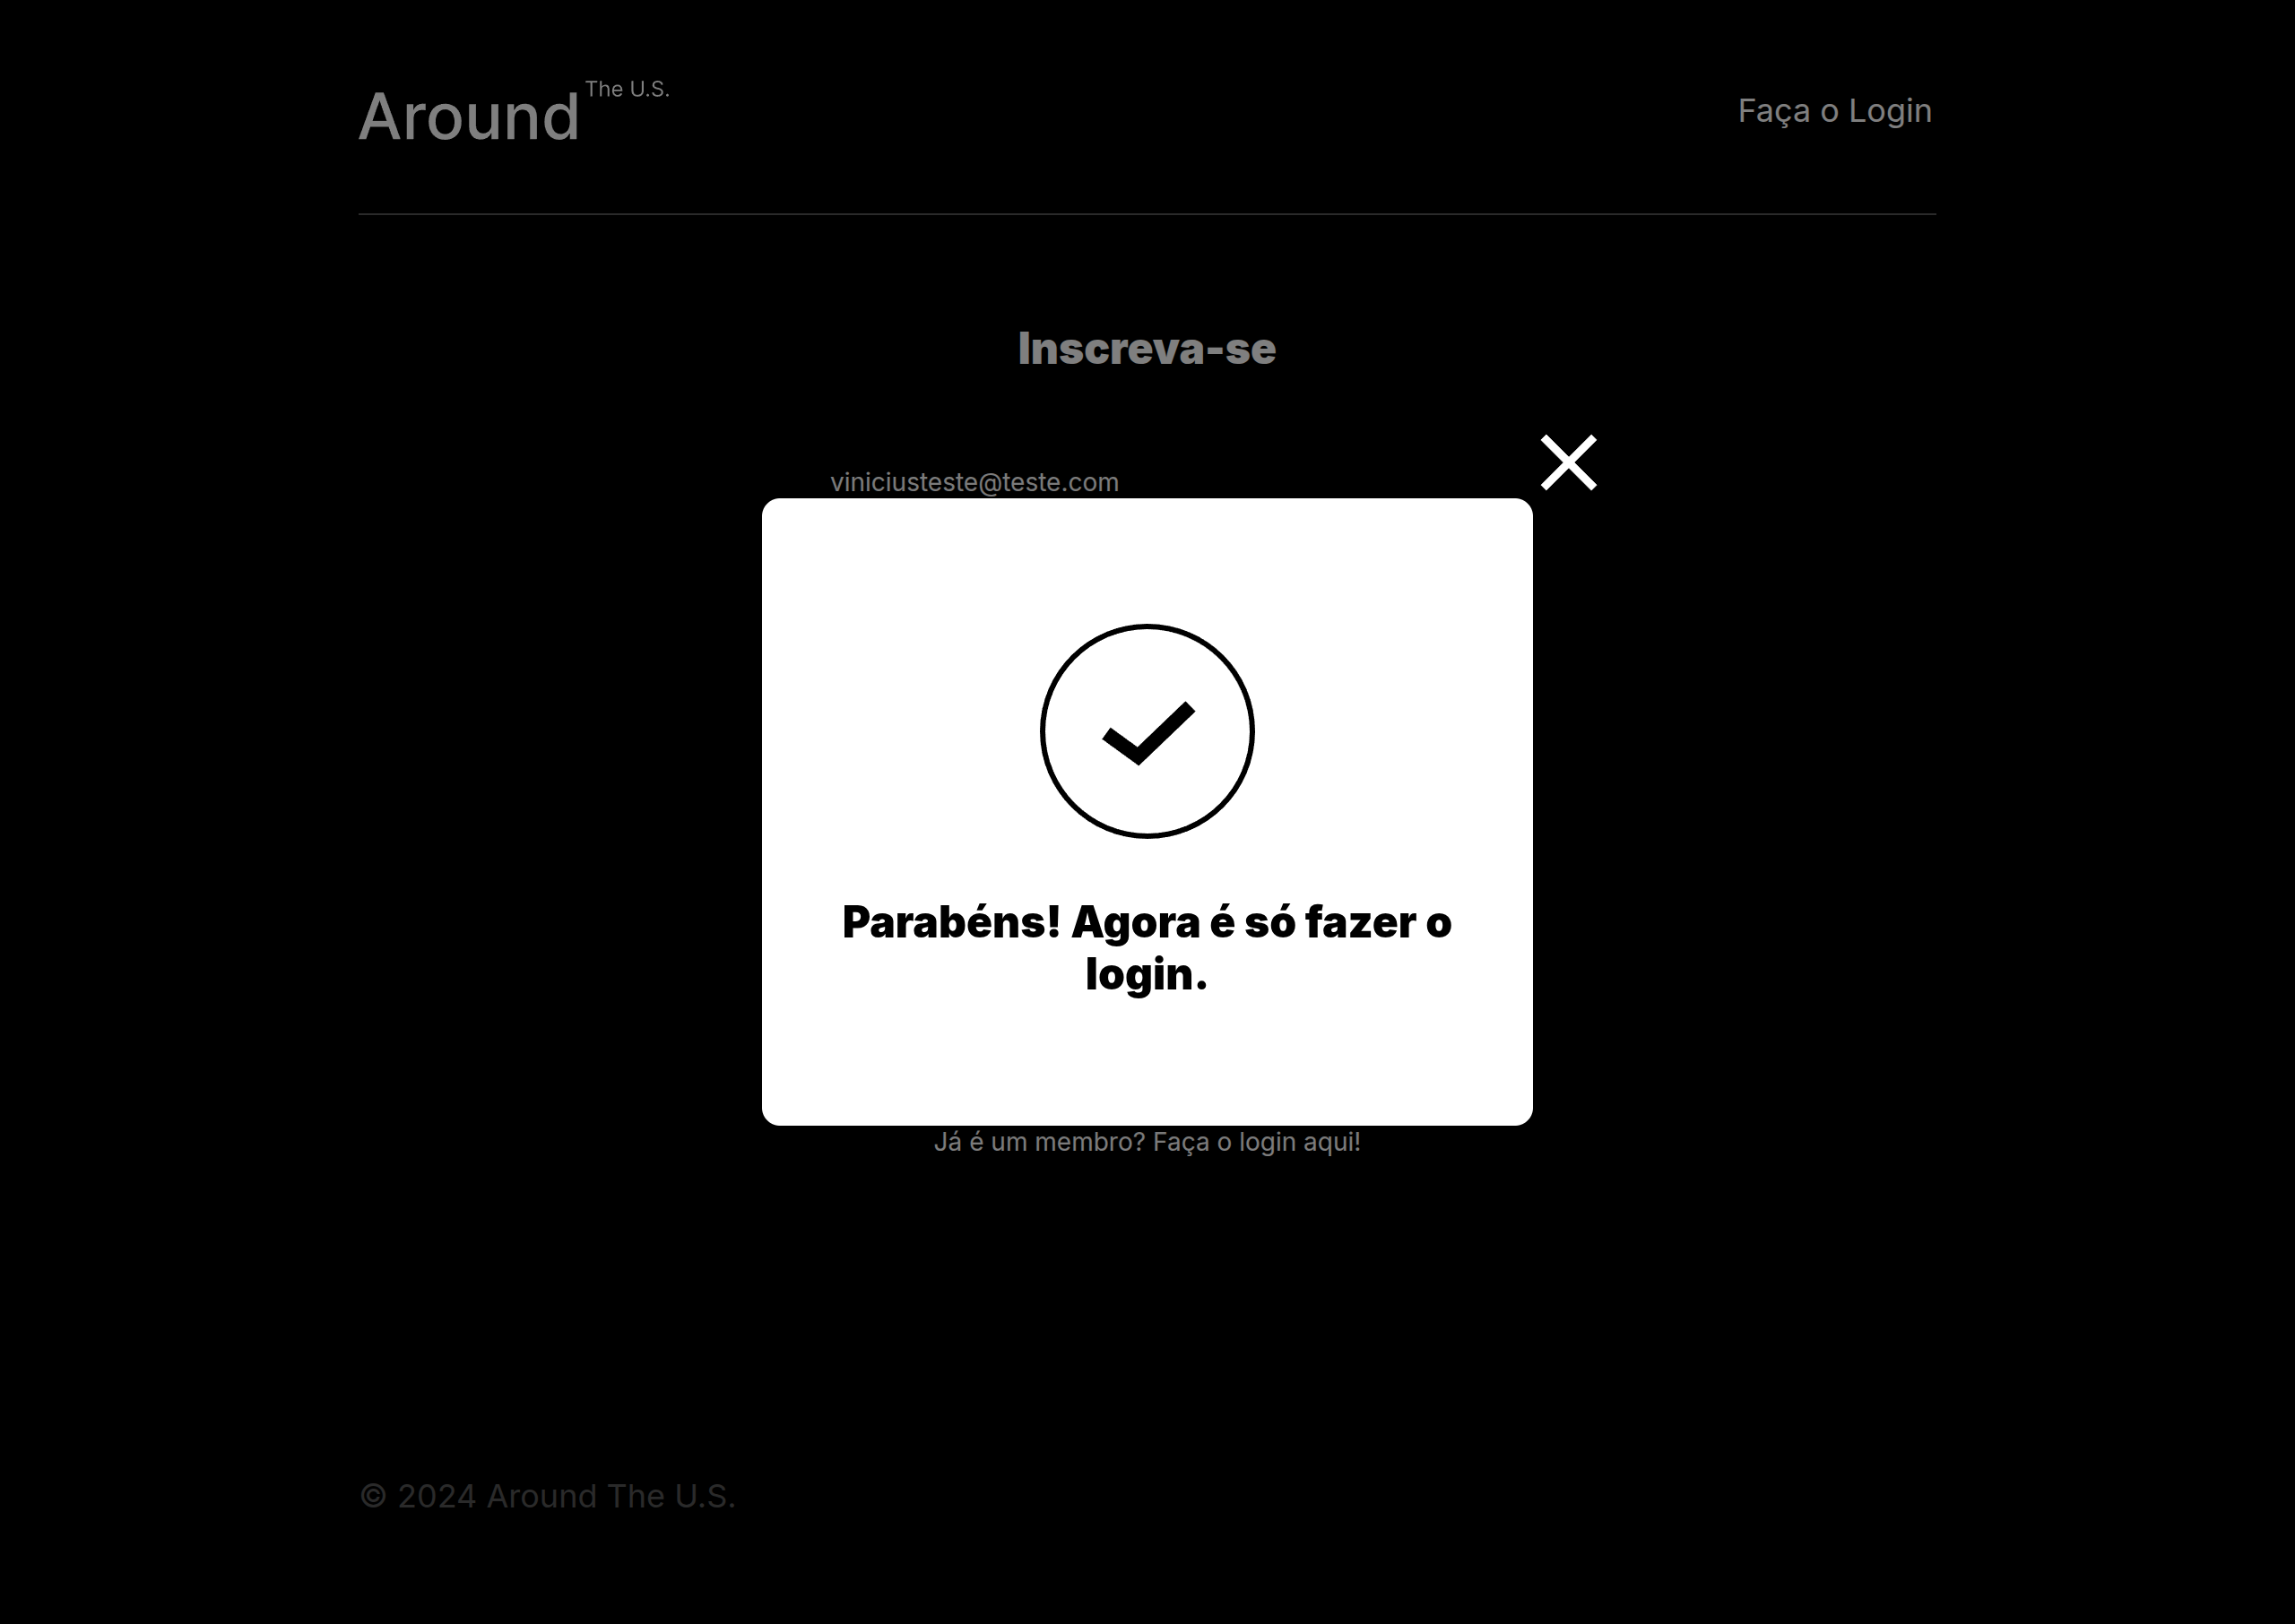 Around The U.S.
Faça o Login
Inscreva-se
viniciusteste@teste.com
Parabéns! Agora é só fazer o
login.
Já é um membro? Faça o login aqui!
© 2024 Around The U.S.